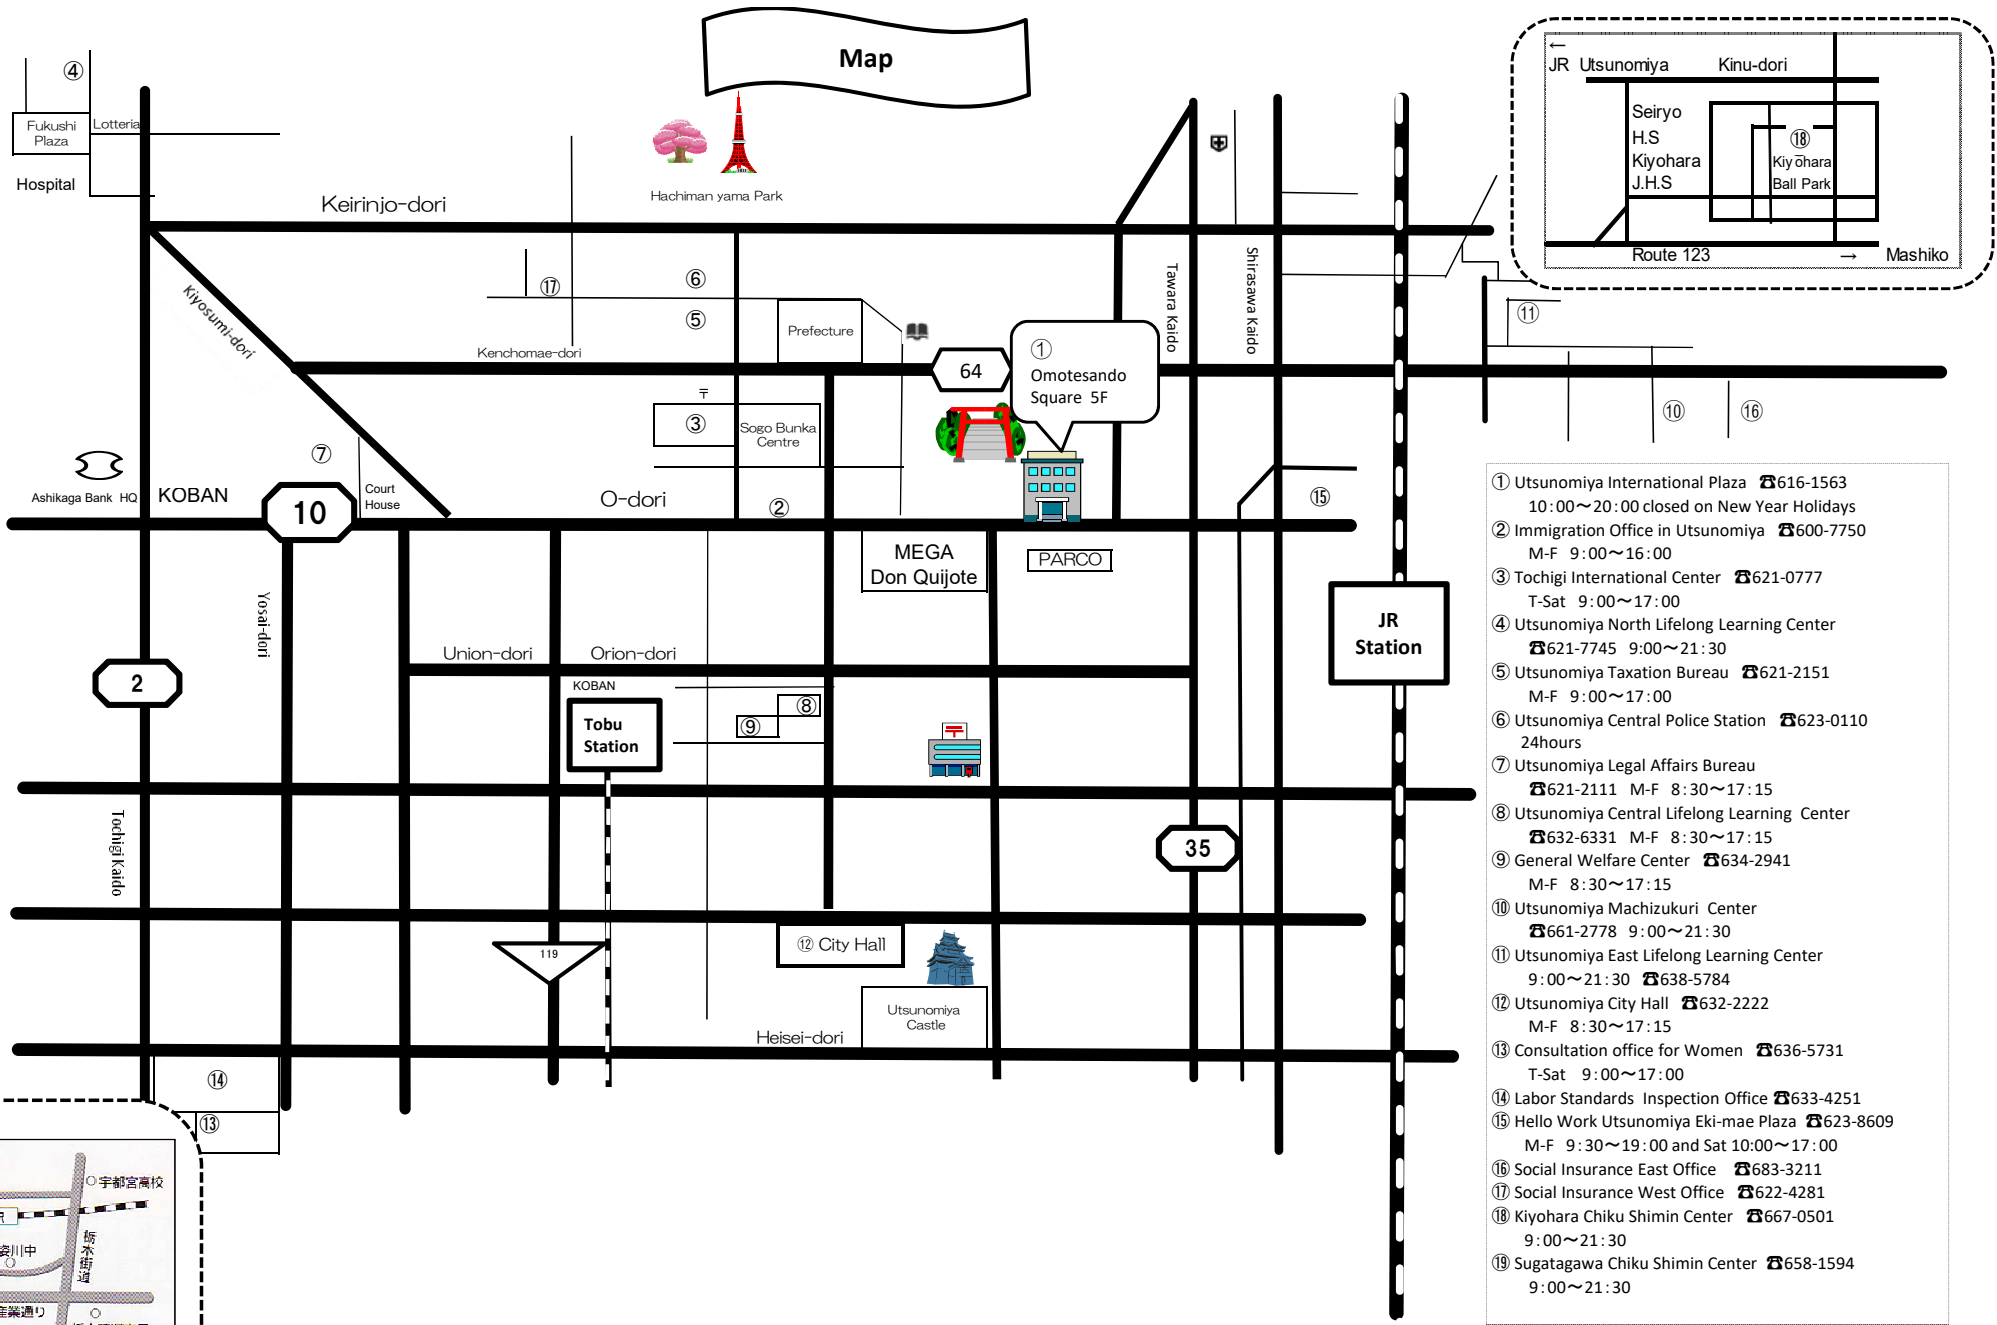 Map
④
Fukushi
Plaza
Lotteria
Hospital
Keirinjo-dori
Hachiman yama Park
←
JR Utsunomiya Kinu-dori
Seiryo
H.S
Kiyohara
J.H.S
⑱
Kiyohara
Ball Park
Route 123 → Mashiko
Kiyosumi-dori
⑰
⑥
⑤
Prefecture
Kenchomae-dori
64
①
Omotesando
Square 5F
Tawara Kaido
Shirasawa Kaido
⑪
⑩
⑯
〒
③
Sogo Bunka
Centre
⑦
Court
House
Ashikaga Bank HQ
KOBAN
10
O-dori
②
⑮
MEGA
Don Quijote
PARCO
JR
Station
Yosai-dori
2
Union-dori
Orion-dori
KOBAN
Tobu
Station
⑧
⑨
〒
Tochigi Kaido
35
119
⑫ City Hall
Utsunomiya
Castle
Heisei-dori
⑭
⑬
宇都宮高校
姿川中
栃木街道
産業通り
① Utsunomiya International Plaza ☎616-1563
10:00～20:00 closed on New Year Holidays
② Immigration Office in Utsunomiya ☎600-7750
M-F 9:00～16:00
③ Tochigi International Center ☎621-0777
T-Sat 9:00～17:00
④ Utsunomiya North Lifelong Learning Center
☎621-7745 9:00～21:30
⑤ Utsunomiya Taxation Bureau ☎621-2151
M-F 9:00～17:00
⑥ Utsunomiya Central Police Station ☎623-0110
24hours
⑦ Utsunomiya Legal Affairs Bureau
☎621-2111 M-F 8:30～17:15
⑧ Utsunomiya Central Lifelong Learning Center
☎632-6331 M-F 8:30～17:15
⑨ General Welfare Center ☎634-2941
M-F 8:30～17:15
⑩ Utsunomiya Machizukuri Center
☎661-2778 9:00～21:30
⑪ Utsunomiya East Lifelong Learning Center
9:00～21:30 ☎638-5784
⑫ Utsunomiya City Hall ☎632-2222
M-F 8:30～17:15
⑬ Consultation office for Women ☎636-5731
T-Sat 9:00～17:00
⑭ Labor Standards Inspection Office ☎633-4251
⑮ Hello Work Utsunomiya Eki-mae Plaza ☎623-8609
M-F 9:30～19:00 and Sat 10:00～17:00
⑯ Social Insurance East Office ☎683-3211
⑰ Social Insurance West Office ☎622-4281
⑱ Kiyohara Chiku Shimin Center ☎667-0501
9:00～21:30
⑲ Sugatagawa Chiku Shimin Center ☎658-1594
9:00～21:30